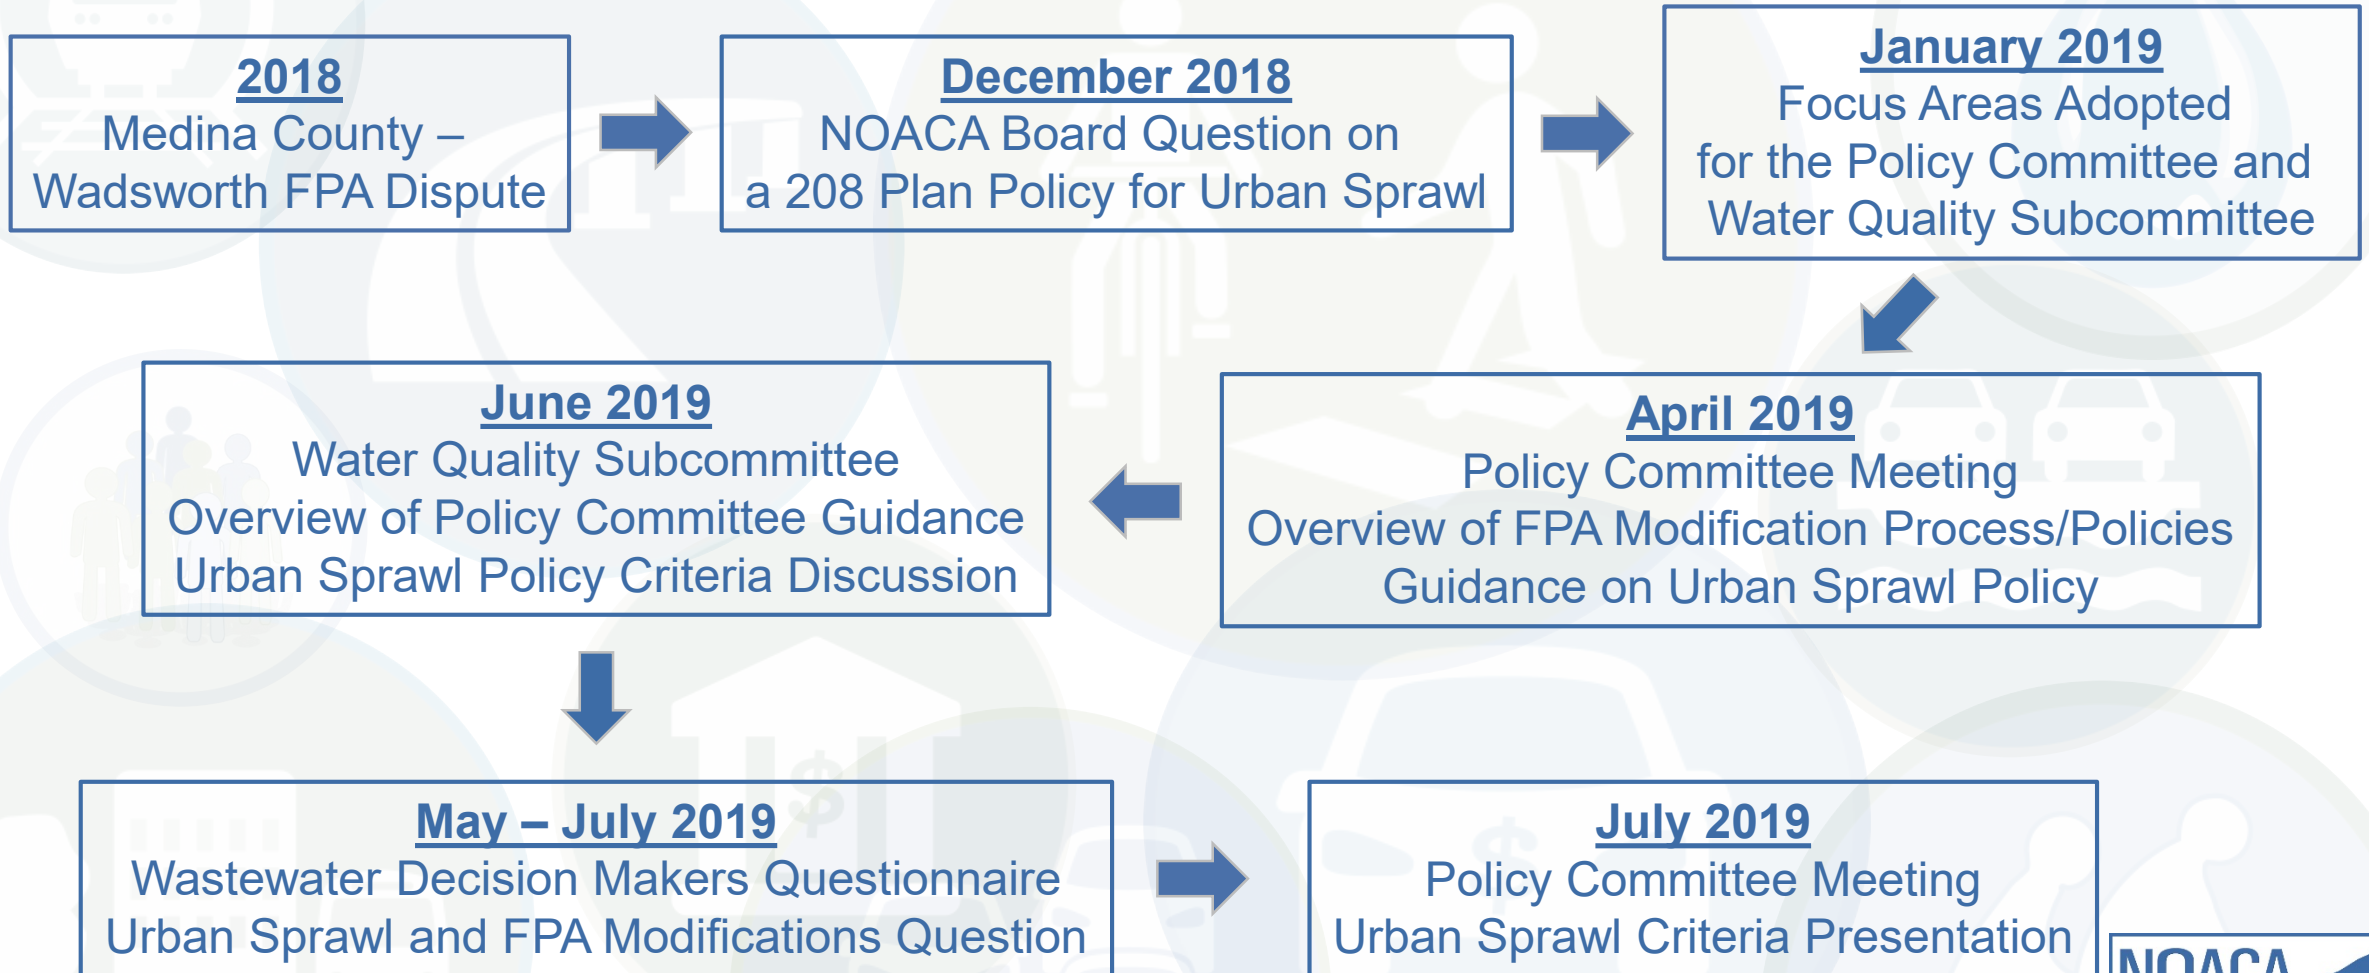 2018
Medina County –
Wadsworth FPA Dispute
December 2018
NOACA Board Question on
a 208 Plan Policy for Urban Sprawl
January 2019
Focus Areas Adopted
for the Policy Committee and
Water Quality Subcommittee
April 2019
Policy Committee Meeting
Overview of FPA Modification Process/Policies
Guidance on Urban Sprawl Policy
June 2019
Water Quality Subcommittee
Overview of Policy Committee Guidance
Urban Sprawl Policy Criteria Discussion
May – July 2019
Wastewater Decision Makers Questionnaire
Urban Sprawl and FPA Modifications Question
July 2019
Policy Committee Meeting
Urban Sprawl Criteria Presentation
NOACA